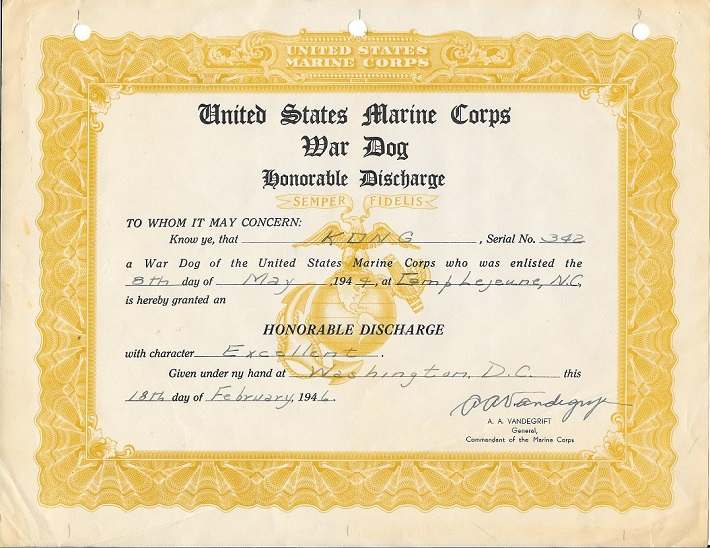 UNITED STATES
MARINE CORPS
United States Marine Corps
War Dog
Honorable Discharge
SEMPER FIDELIS
TO WHOM IT MAY CONCERN:
Know ye, that KONG, Serial No. 342
a War Dog of the United States Marine Corps who was enlisted the
8th day of May, 1944, at Camp Lejeune, N.C.
is hereby granted an
HONORABLE DISCHARGE
with character Excellent.
Given under ny hand at Washington, D.C. this
18th day of February, 1946.
AAVandegrift
A. A. VANDEGRIFT
General,
Commandant of the Marine Corps